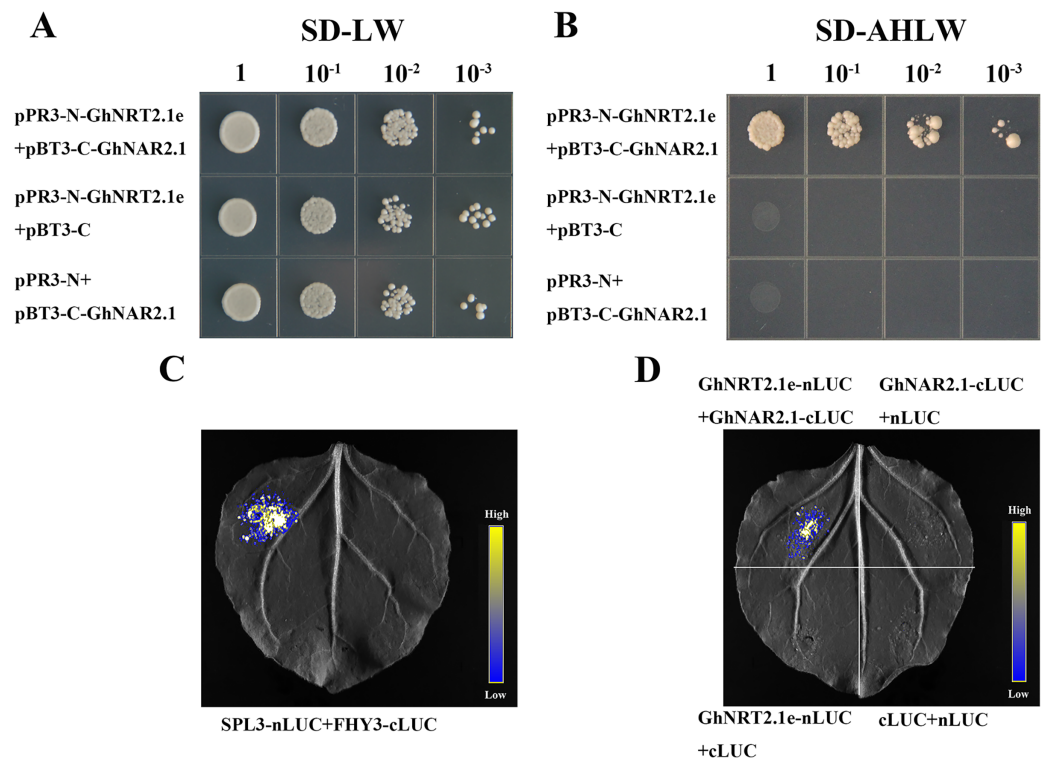 A
SD-LW
1 10-1 10-2 10-3
pPR3-N-GhNRT2.1e
+pBT3-C-GhNAR2.1
pPR3-N-GhNRT2.1e
+pBT3-C
pPR3-N+
pBT3-C-GhNAR2.1
B
SD-AHLW
1 10-1 10-2 10-3
pPR3-N-GhNRT2.1e
+pBT3-C-GhNAR2.1
pPR3-N-GhNRT2.1e
+pBT3-C
pPR3-N+
pBT3-C-GhNAR2.1
C
High
Low
SPL3-nLUC+FHY3-cLUC
D
GhNRT2.1e-nLUC
+GhNAR2.1-cLUC
GhNAR2.1-cLUC
+nLUC
High
Low
GhNRT2.1e-nLUC
+cLUC
cLUC+nLUC